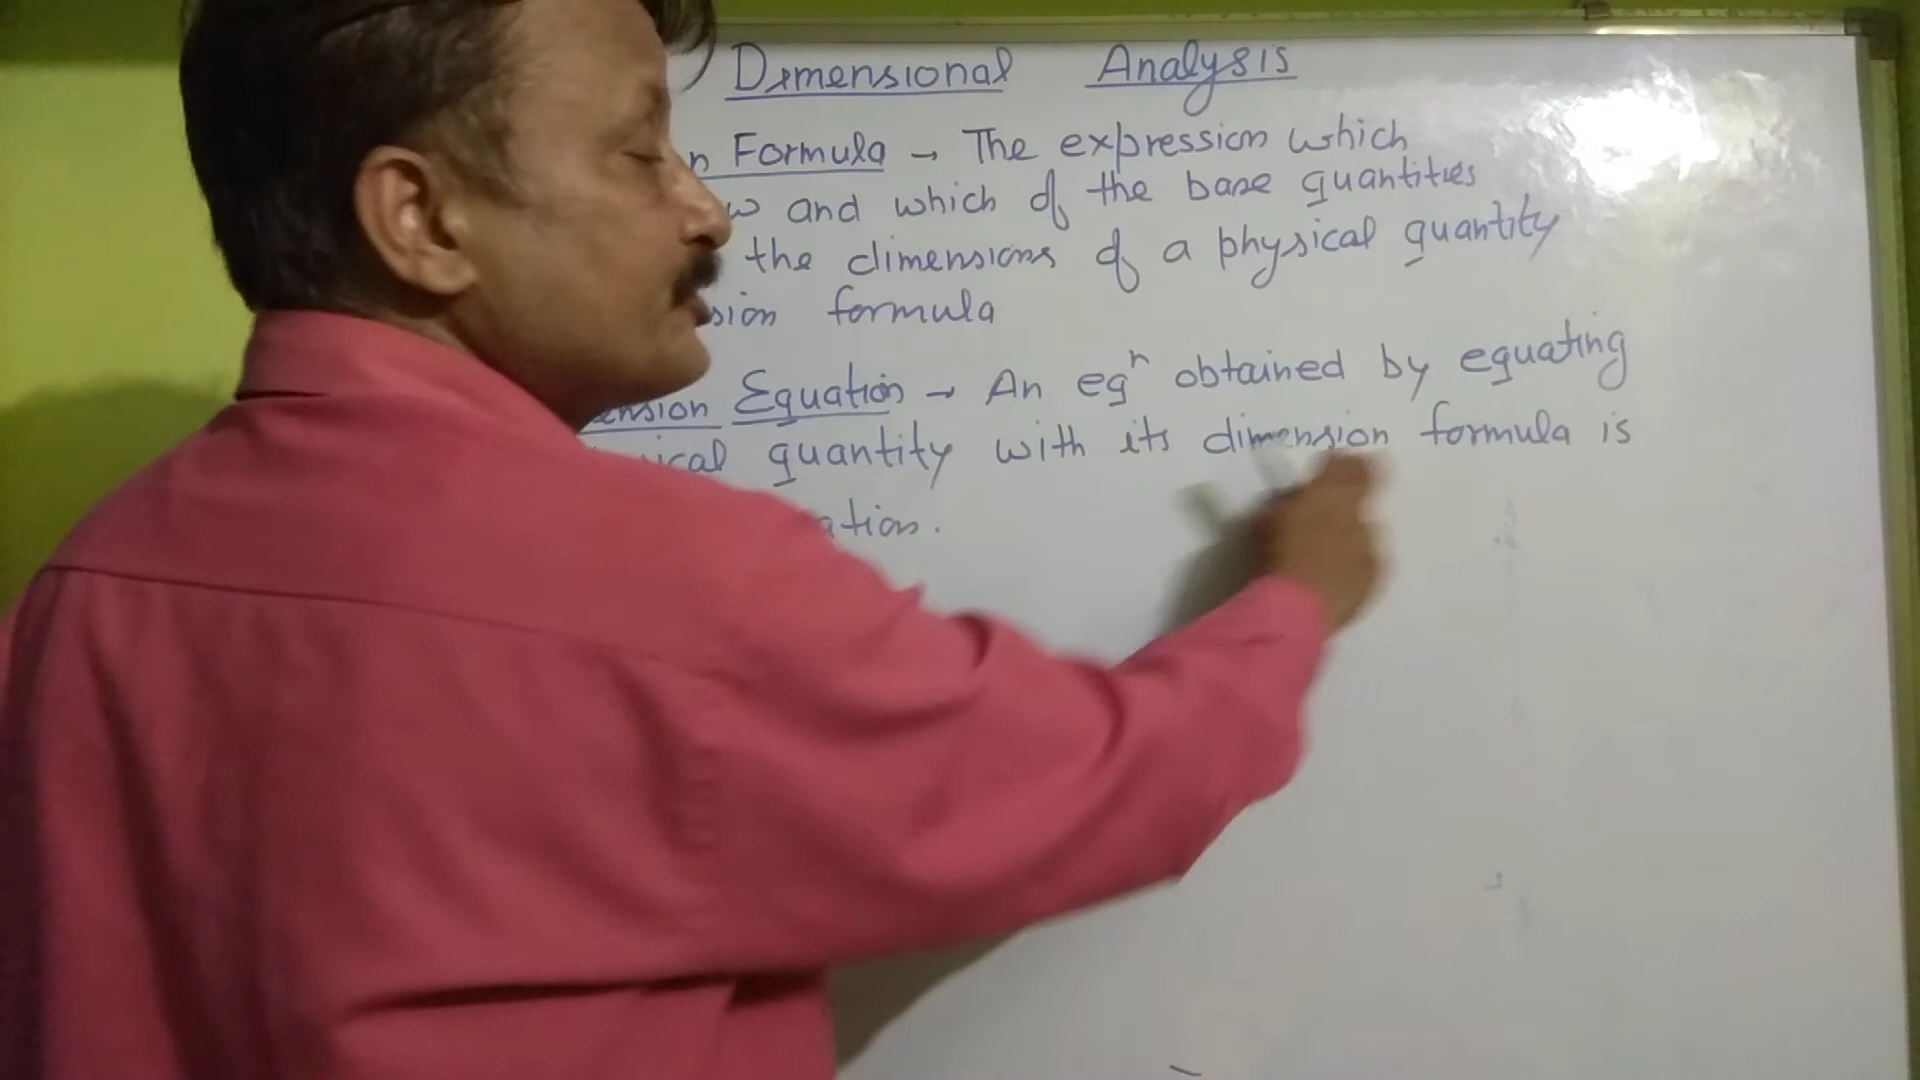 Dimensional Analysis
n Formula → The expression which
w and which of the base quantities
the dimensions of a physical quantity
sion formula
ension Equation → An eqⁿ obtained by equating
ical quantity with its dimension formula is
ation.